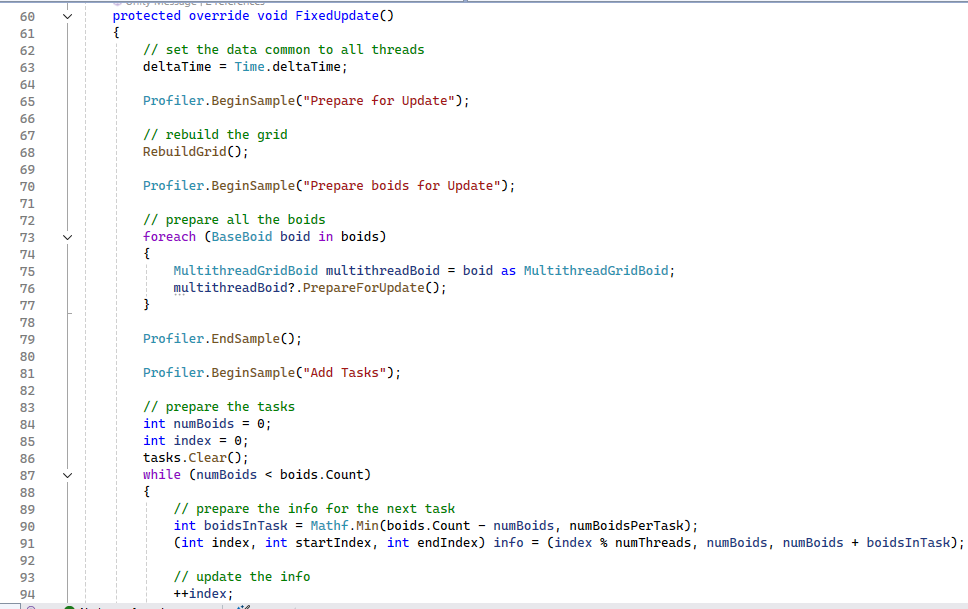 60 protected override void FixedUpdate()
61 {
62 // set the data common to all threads
63 deltaTime = Time.deltaTime;
64
65 Profiler.BeginSample("Prepare for Update");
66
67 // rebuild the grid
68 RebuildGrid();
69
70 Profiler.BeginSample("Prepare boids for Update");
71
72 // prepare all the boids
73 foreach (BaseBoid boid in boids)
74 {
75 MultithreadGridBoid multithreadBoid = boid as MultithreadGridBoid;
76 multithreadBoid?.PrepareForUpdate();
77 }
78
79 Profiler.EndSample();
80
81 Profiler.BeginSample("Add Tasks");
82
83 // prepare the tasks
84 int numBoids = 0;
85 int index = 0;
86 tasks.Clear();
87 while (numBoids < boids.Count)
88 {
89 // prepare the info for the next task
90 int boidsInTask = Mathf.Min(boids.Count - numBoids, numBoidsPerTask);
91 (int index, int startIndex, int endIndex) info = (index % numThreads, numBoids, numBoids + boidsInTask);
92
93 // update the info
94 ++index;